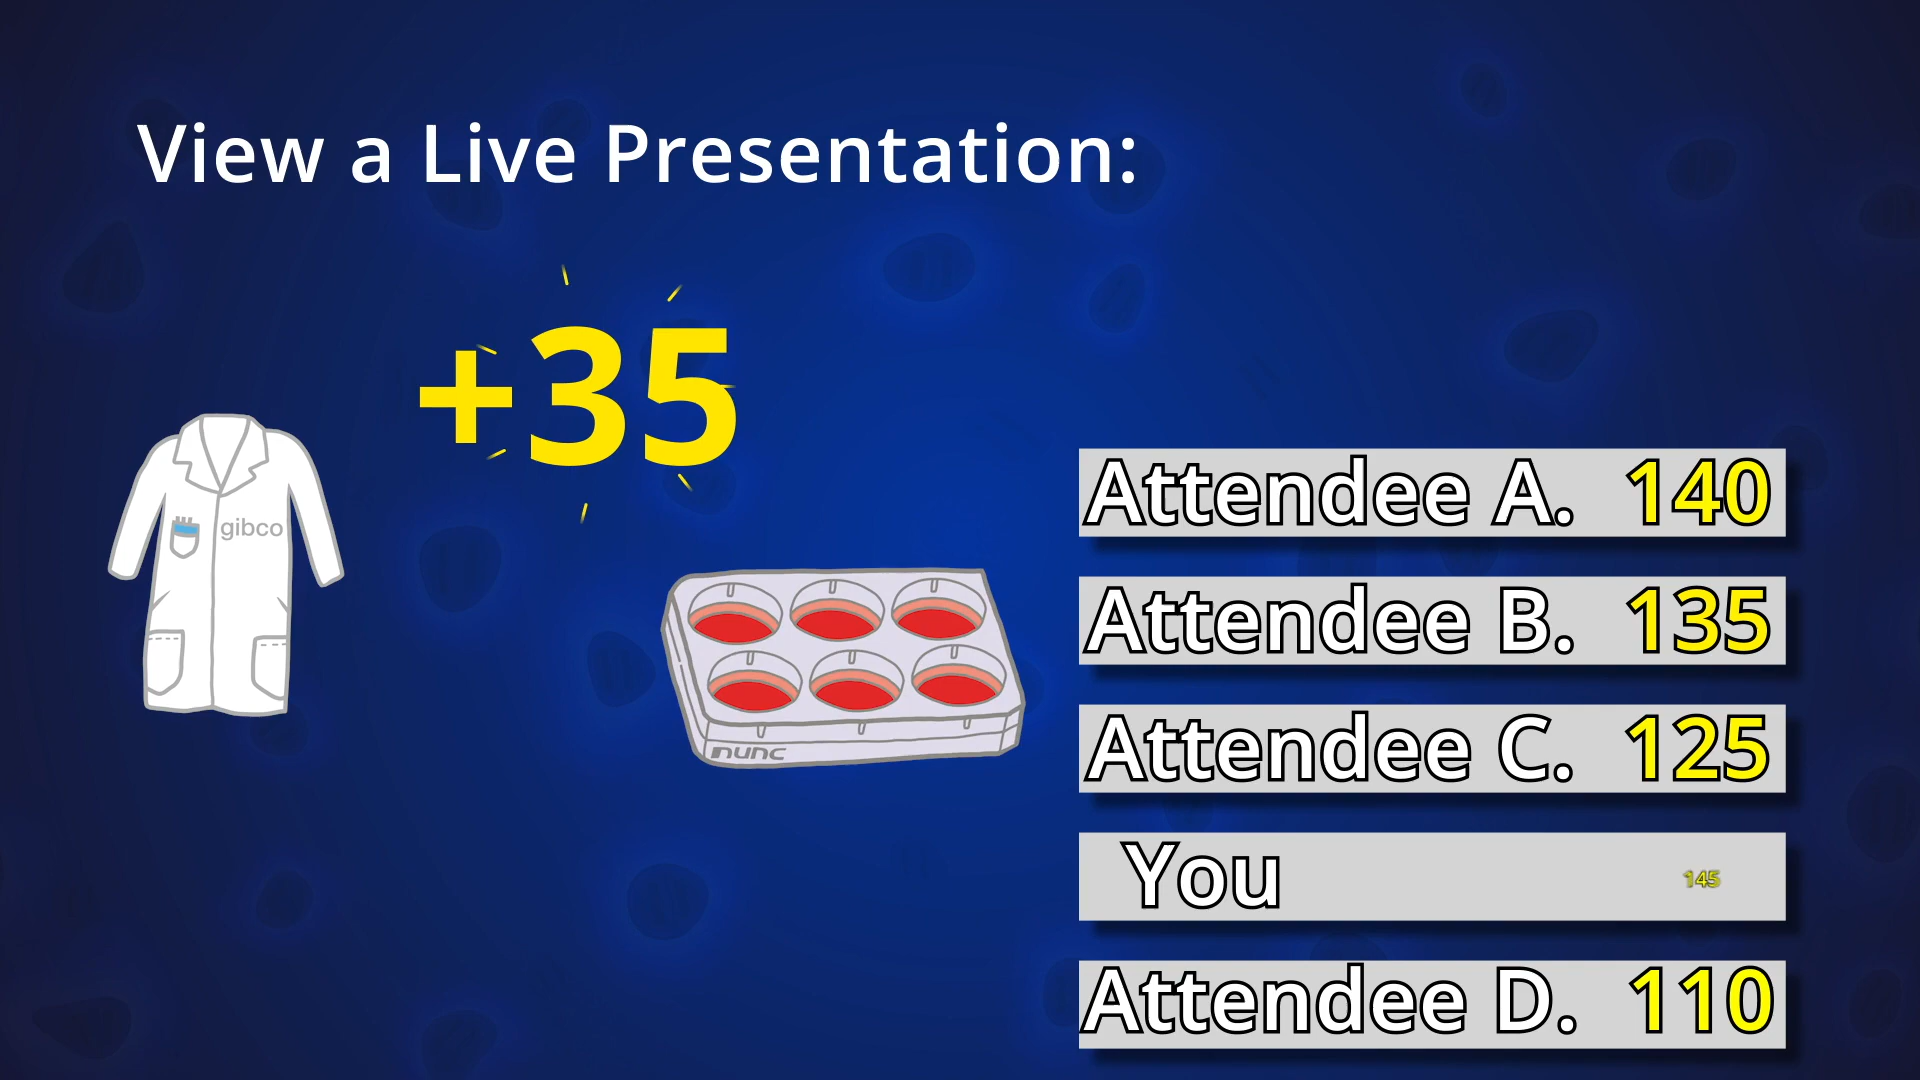 View a Live Presentation:
+35
gibco
nunc
Attendee A. 140
Attendee B. 135
Attendee C. 125
You 145
Attendee D. 110